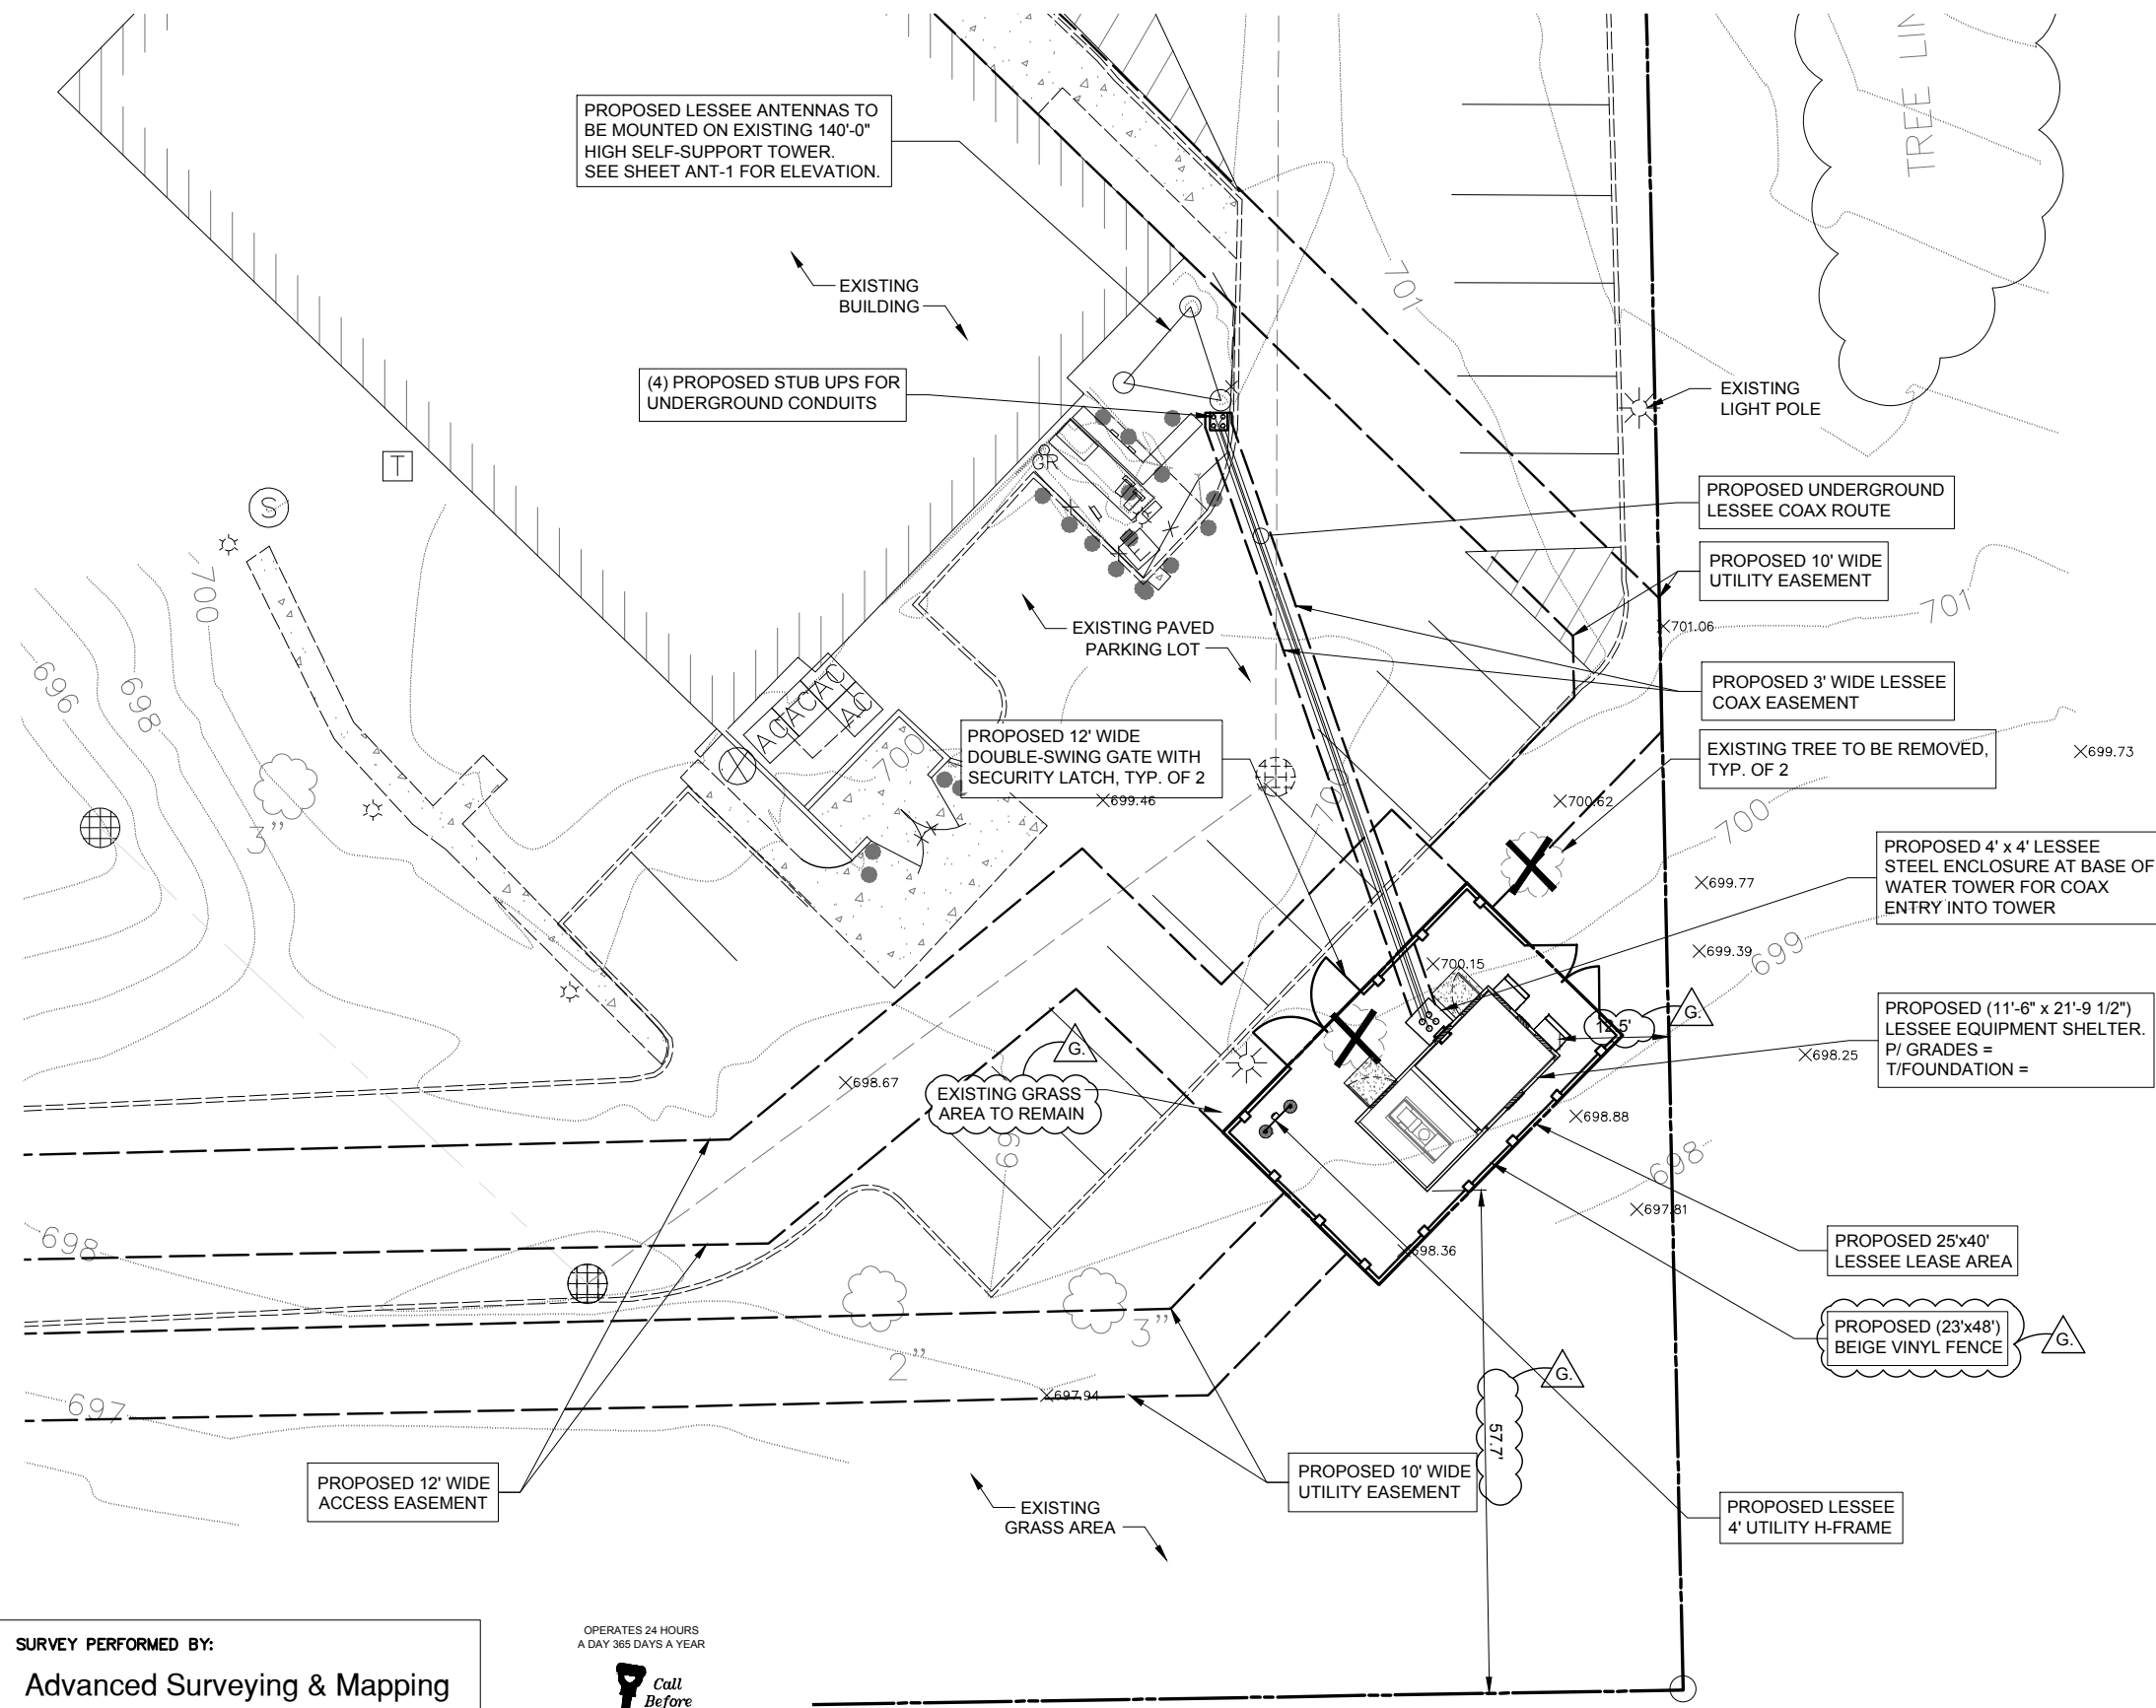 TREE LIN
PROPOSED LESSEE ANTENNAS TO
BE MOUNTED ON EXISTING 140'-0"
HIGH SELF-SUPPORT TOWER.
SEE SHEET ANT-1 FOR ELEVATION.
EXISTING
BUILDING
701
(4) PROPOSED STUB UPS FOR
UNDERGROUND CONDUITS
EXISTING
LIGHT POLE
T
GR
S
PROPOSED UNDERGROUND
LESSEE COAX ROUTE
E
PROPOSED 10' WIDE
UTILITY EASEMENT
700
701
701.06
EXISTING PAVED
PARKING LOT
696
698
PROPOSED 3' WIDE LESSEE
COAX EASEMENT
AC
AC
AC
AC
700
PROPOSED 12' WIDE
DOUBLE-SWING GATE WITH
SECURITY LATCH, TYP. OF 2
EXISTING TREE TO BE REMOVED,
TYP. OF 2
699.73
699.46
700
700.62
700
3"
PROPOSED 4' x 4' LESSEE
STEEL ENCLOSURE AT BASE OF
WATER TOWER FOR COAX
ENTRY INTO TOWER
699.77
699.39
699
700.15
PROPOSED (11'-6" x 21'-9 1/2")
LESSEE EQUIPMENT SHELTER.
P/ GRADES =
T/FOUNDATION =
G.
12.5'
698.25
G.
698.67
EXISTING GRASS
AREA TO REMAIN
698.88
698
697.81
698
698.36
PROPOSED 25'x40'
LESSEE LEASE AREA
PROPOSED (23'x48')
BEIGE VINYL FENCE
G.
3"
2"
697.94
697
G.
57.7'
PROPOSED 12' WIDE
ACCESS EASEMENT
PROPOSED 10' WIDE
UTILITY EASEMENT
EXISTING
GRASS AREA
PROPOSED LESSEE
4' UTILITY H-FRAME
SURVEY PERFORMED BY:
Advanced Surveying & Mapping
OPERATES 24 HOURS
A DAY 365 DAYS A YEAR
Call
Before